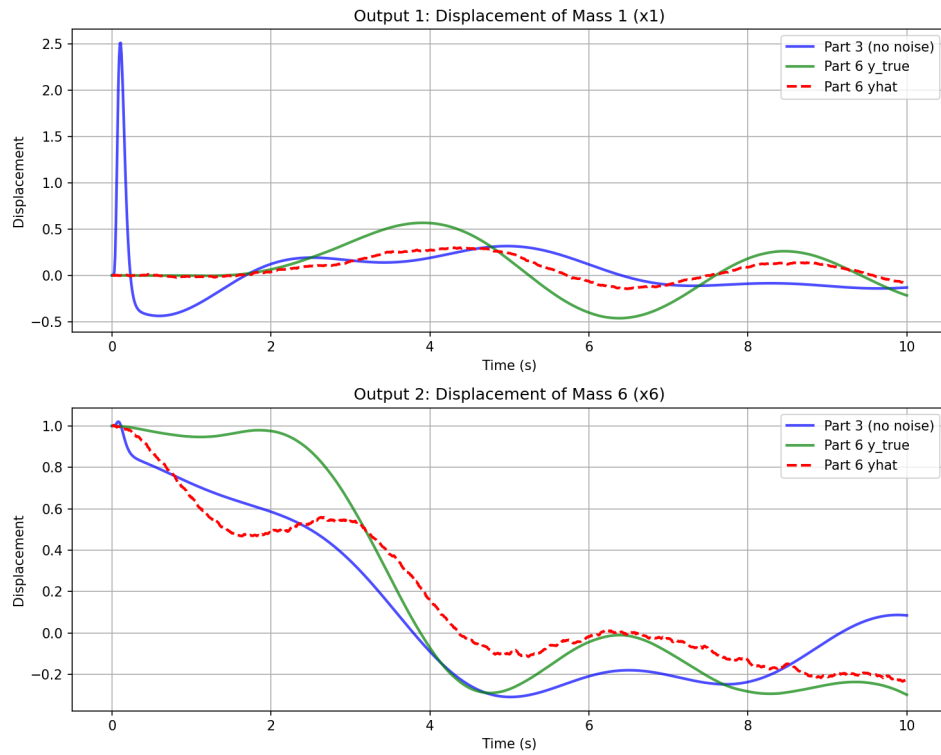 Output 1: Displacement of Mass 1 (x1)
2.5
2.0
1.5
1.0
0.5
0.0
−0.5
Displacement
Part 3 (no noise)
Part 6 y_true
Part 6 yhat
0 2 4 6 8 10
Time (s)
Output 2: Displacement of Mass 6 (x6)
1.0
0.8
0.6
0.4
0.2
0.0
−0.2
Displacement
Part 3 (no noise)
Part 6 y_true
Part 6 yhat
0 2 4 6 8 10
Time (s)